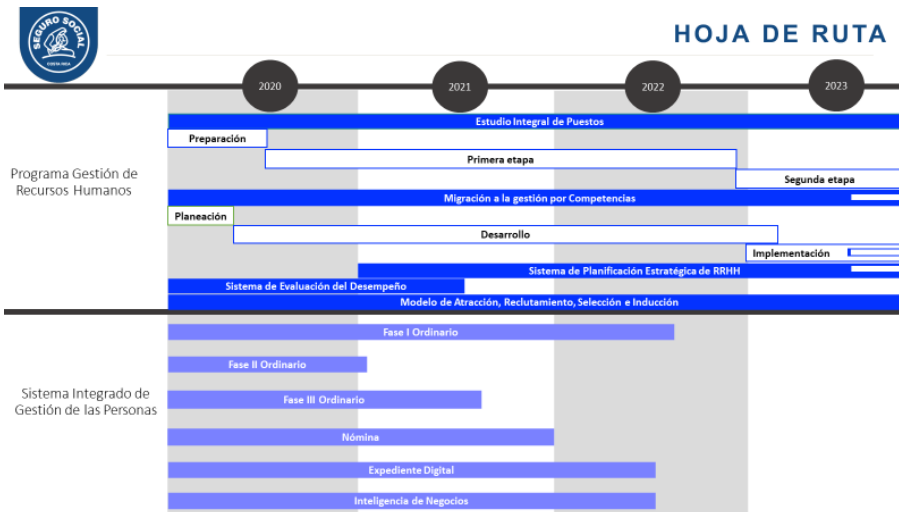 SEGURO SOCIAL
COSTA RICA
HOJA DE RUTA
2020
2021
2022
2023
Programa Gestión de
Recursos Humanos
Estudio Integral de Puestos
Preparación
Primera etapa
Segunda etapa
Migración a la gestión por Competencias
Planeación
Desarrollo
Implementación
Sistema de Planificación Estratégica de RRHH
Sistema de Evaluación del Desempeño
Modelo de Atracción, Reclutamiento, Selección e Inducción
Sistema Integrado de
Gestión de las Personas
Fase I Ordinario
Fase II Ordinario
Fase III Ordinario
Nómina
Expediente Digital
Inteligencia de Negocios